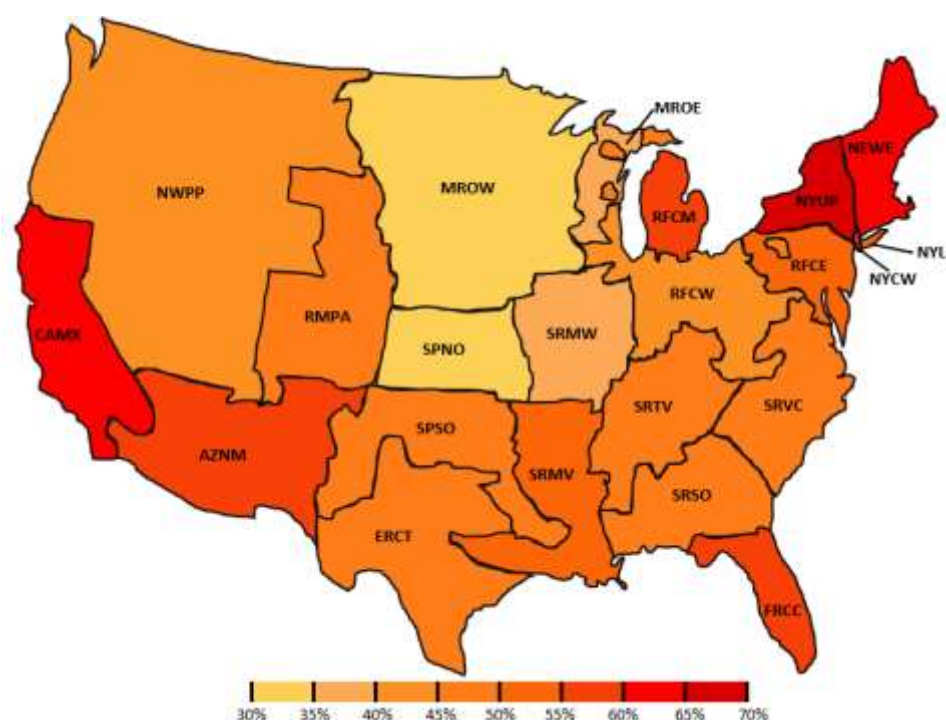 MROE
NEWE
NWPP
MROW
NYUP
RFCM
NYL
RFCE
NYCW
RFCW
RMPA
CAMX
SRMW
SPNO
SRTV
SRVC
SPSO
AZNM
SRMV
SRSO
ERCT
FRCC
30% 35% 40% 45% 50% 55% 60% 65% 70%